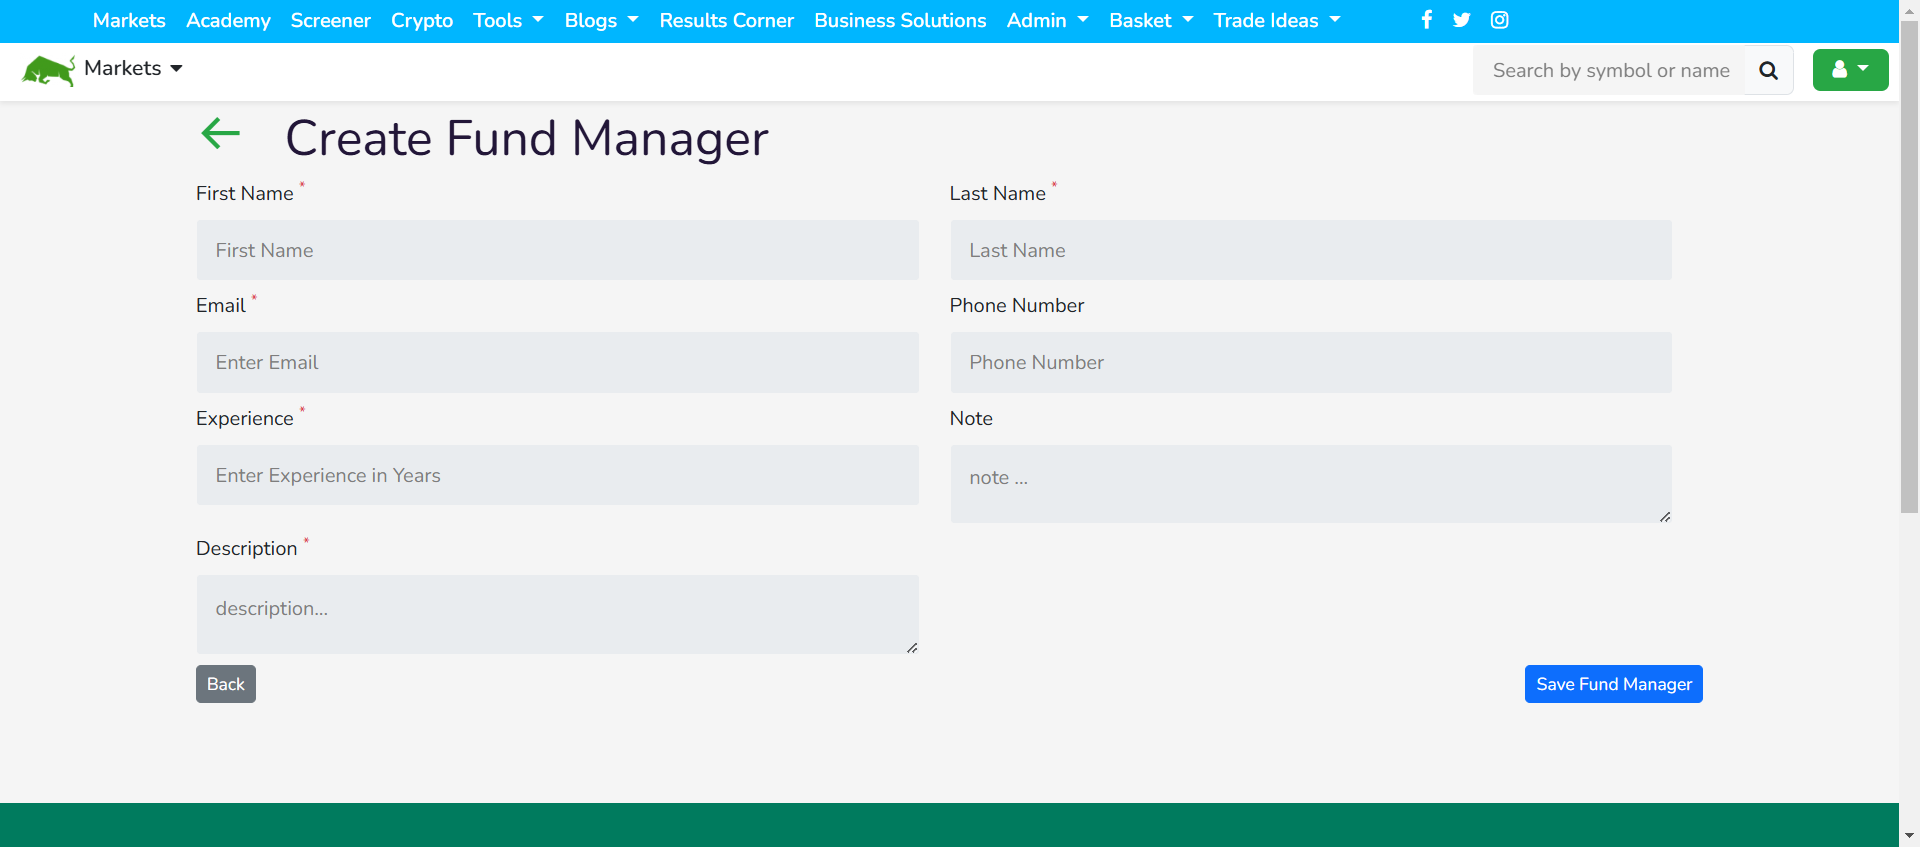 Markets Academy Screener Crypto Tools Blogs Results Corner Business Solutions Admin Basket Trade Ideas
Markets Search by symbol or name
Create Fund Manager
First Name * Last Name *
First Name Last Name
Email * Phone Number
Enter Email Phone Number
Experience * Note
Enter Experience in Years note ...
Description *
description...
Back Save Fund Manager